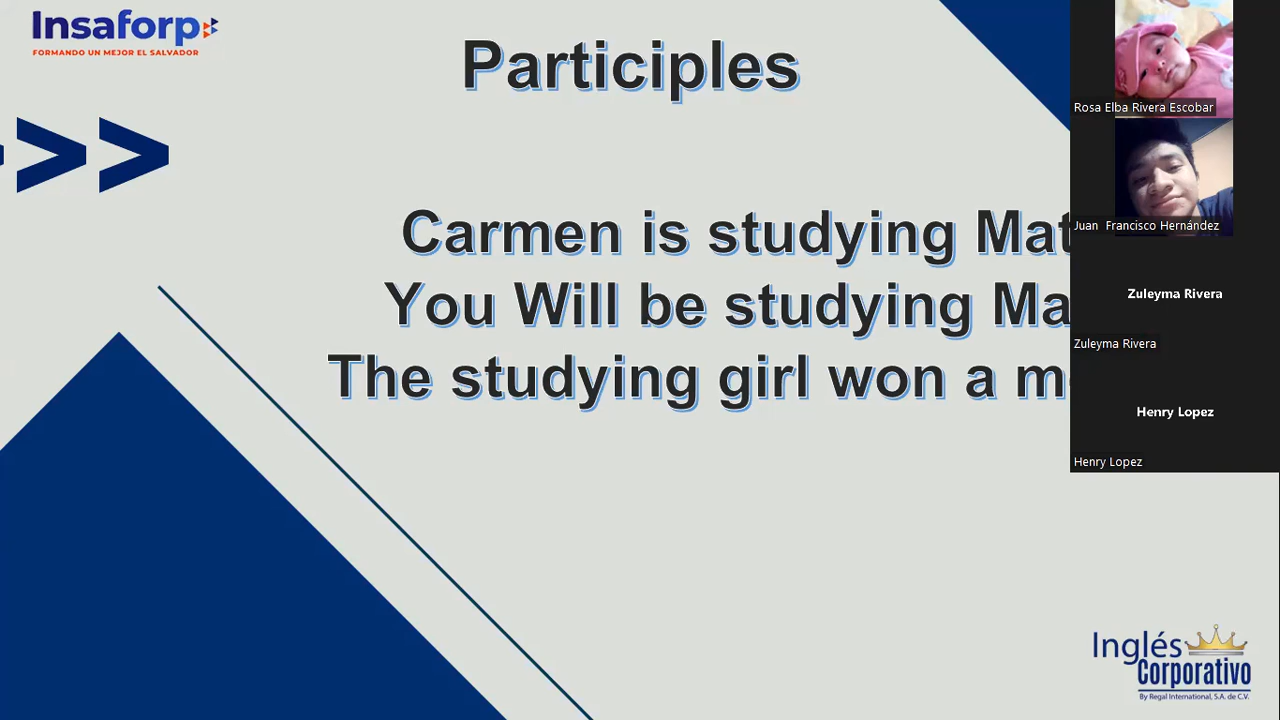 Insaforp
FORMANDO UN MEJOR EL SALVADOR
Participles
>>
Carmen is studying
You Will be studying
The studying girl won a
Rosa Elba Rivera Escobar
Juan Francisco Hernández
Zuleyma Rivera
Zuleyma Rivera
Henry Lopez
Henry Lopez
Inglés
Corporativo
By Regal International, S.A. de C.V.